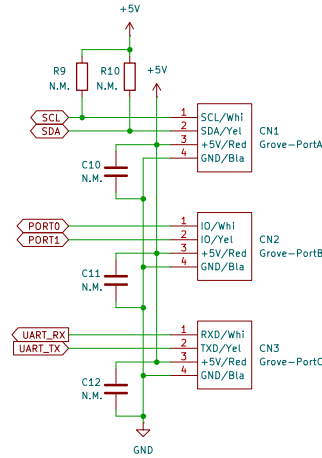 +5V
+5V
R9
N.M.
R10
N.M.
SCL
SDA
1
2
3
4
SCL/Whi
SDA/Yel
+5V/Red
GND/Bla
CN1
Grove-PortA
C10
N.M.
PORT0
PORT1
1
2
3
4
IO/Whi
IO/Yel
+5V/Red
GND/Bla
CN2
Grove-PortB
C11
N.M.
UART_RX
UART_TX
1
2
3
4
RXD/Whi
TXD/Yel
+5V/Red
GND/Bla
CN3
Grove-PortC
C12
N.M.
GND